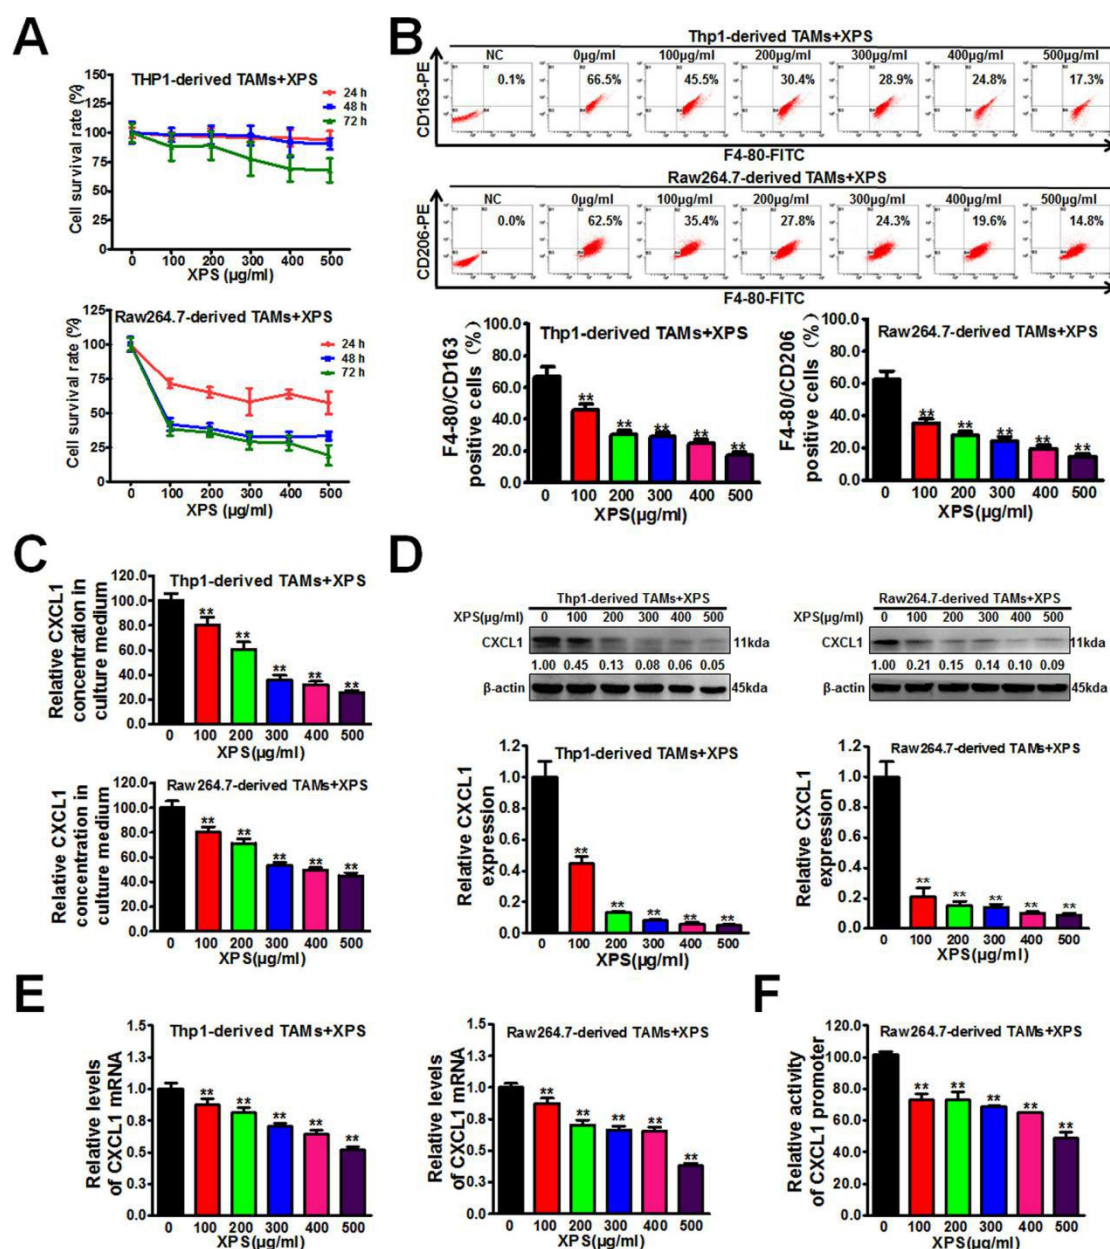 A
THP1-derived TAMs+XPS
Cell survival rate (%)
150
125
100
75
50
25
0
24 h
48 h
72 h
0 100 200 300 400 500
XPS (μg/ml)
Raw264.7-derived TAMs+XPS
Cell survival rate (%)
125
100
75
50
25
0
24 h
48 h
72 h
0 100 200 300 400 500
XPS (μg/ml)
B
Thp1-derived TAMs+XPS
NC 0μg/ml 100μg/ml 200μg/ml 300μg/ml 400μg/ml 500μg/ml
0.1% 66.5% 45.5% 30.4% 28.9% 24.8% 17.3%
CD163-PE
F4-80-FITC
Raw264.7-derived TAMs+XPS
NC 0μg/ml 100μg/ml 200μg/ml 300μg/ml 400μg/ml 500μg/ml
0.0% 62.5% 35.4% 27.8% 24.3% 19.6% 14.8%
CD206-PE
F4-80-FITC
Thp1-derived TAMs+XPS
F4-80/CD163
positive cells (%)
100.0
80.0
60.0
40.0
20.0
0.0
** ** ** ** **
0 100 200 300 400 500
XPS(μg/ml)
Raw264.7-derived TAMs+XPS
F4-80/CD206
positive cells (%)
100.0
80.0
60.0
40.0
20.0
0.0
** ** ** ** **
0 100 200 300 400 500
XPS(μg/ml)
C
Thp1-derived TAMs+XPS
Relative CXCL1
concentration in
culture medium
120.0
100.0
80.0
60.0
40.0
20.0
0.0
** ** ** ** **
0 100 200 300 400 500
XPS(μg/ml)
Raw264.7-derived TAMs+XPS
Relative CXCL1
concentration in
culture medium
120.0
100.0
80.0
60.0
40.0
20.0
0.0
** ** ** ** **
0 100 200 300 400 500
XPS(μg/ml)
D
Thp1-derived TAMs+XPS
XPS(μg/ml) 0 100 200 300 400 500
CXCL1 11kda
1.00 0.45 0.13 0.08 0.06 0.05
β-actin 45kda
Raw264.7-derived TAMs+XPS
XPS(μg/ml) 0 100 200 300 400 500
CXCL1 11kda
1.00 0.21 0.15 0.14 0.10 0.09
β-actin 45kda
Thp1-derived TAMs+XPS
Relative CXCL1
expression
1.2
1.0
0.8
0.6
0.4
0.2
0.0
** ** ** ** **
0 100 200 300 400 500
XPS(μg/ml)
Raw264.7-derived TAMs+XPS
Relative CXCL1
expression
1.2
1.0
0.8
0.6
0.4
0.2
0.0
** ** ** ** **
0 100 200 300 400 500
XPS(μg/ml)
E
Thp1-derived TAMs+XPS
Relative levels
of CXCL1 mRNA
1.5
1.3
1.0
0.8
0.5
0.3
0.0
** ** ** ** **
0 100 200 300 400 500
XPS(μg/ml)
Raw264.7-derived TAMs+XPS
Relative levels
of CXCL1 mRNA
1.5
1.3
1.0
0.8
0.5
0.3
0.0
** ** ** ** **
0 100 200 300 400 500
XPS(μg/ml)
F
Raw264.7-derived TAMs+XPS
Relative activity
of CXCL1 promoter
120.0
100.0
80.0
60.0
40.0
20.0
0.0
** ** ** ** **
0 100 200 300 400 500
XPS(μg/ml)